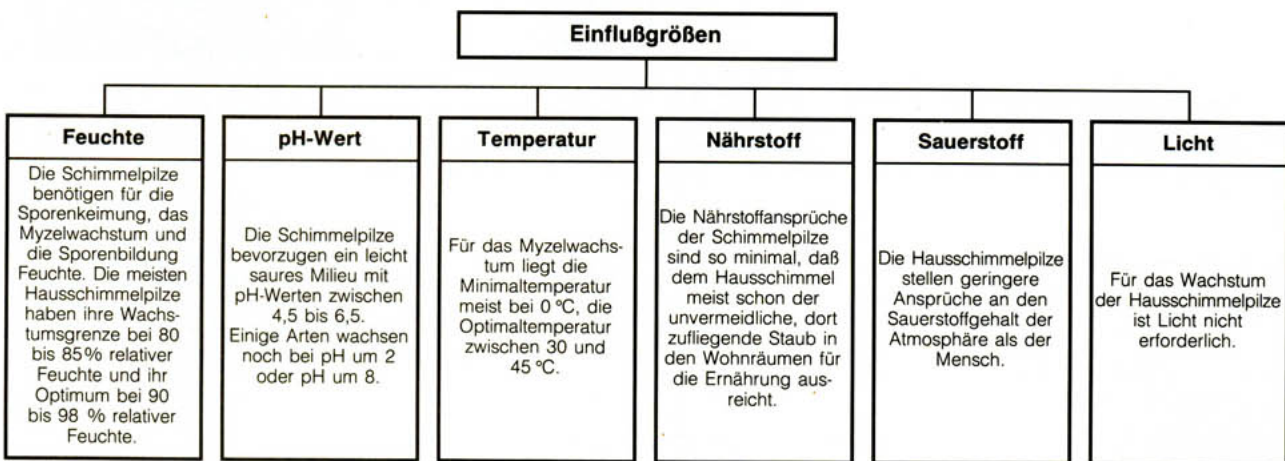 Einflußgrößen
Feuchte
Die Schimmelpilze
benötigen für die
Sporenkeimung, das
Myzelwachstum und
die Sporenbildung
Feuchte. Die meisten
Hausschimmelpilze
haben ihre Wachs-
tumsgrenze bei 80
bis 85% relativer
Feuchte und ihr
Optimum bei 90
bis 98 % relativer
Feuchte.
pH-Wert
Die Schimmelpilze
bevorzugen ein leicht
saures Milieu mit
pH-Werten zwischen
4,5 bis 6,5.
Einige Arten wachsen
noch bei pH um 2
oder pH um 8.
Temperatur
Für das Myzelwachs-
tum liegt die
Minimaltemperatur
meist bei 0 °C, die
Optimaltemperatur
zwischen 30 und
45 °C.
Nährstoff
Die Nährstoffansprüche
der Schimmelpilze
sind so minimal, daß
dem Hausschimmel
meist schon der
unvermeidliche, dort
zufliegende Staub in
den Wohnräumen für
die Ernährung aus-
reicht.
Sauerstoff
Die Hausschimmelpilze
stellen geringere
Ansprüche an den
Sauerstoffgehalt der
Atmosphäre als der
Mensch.
Licht
Für das Wachstum
der Hausschimmelpilze
ist Licht nicht
erforderlich.